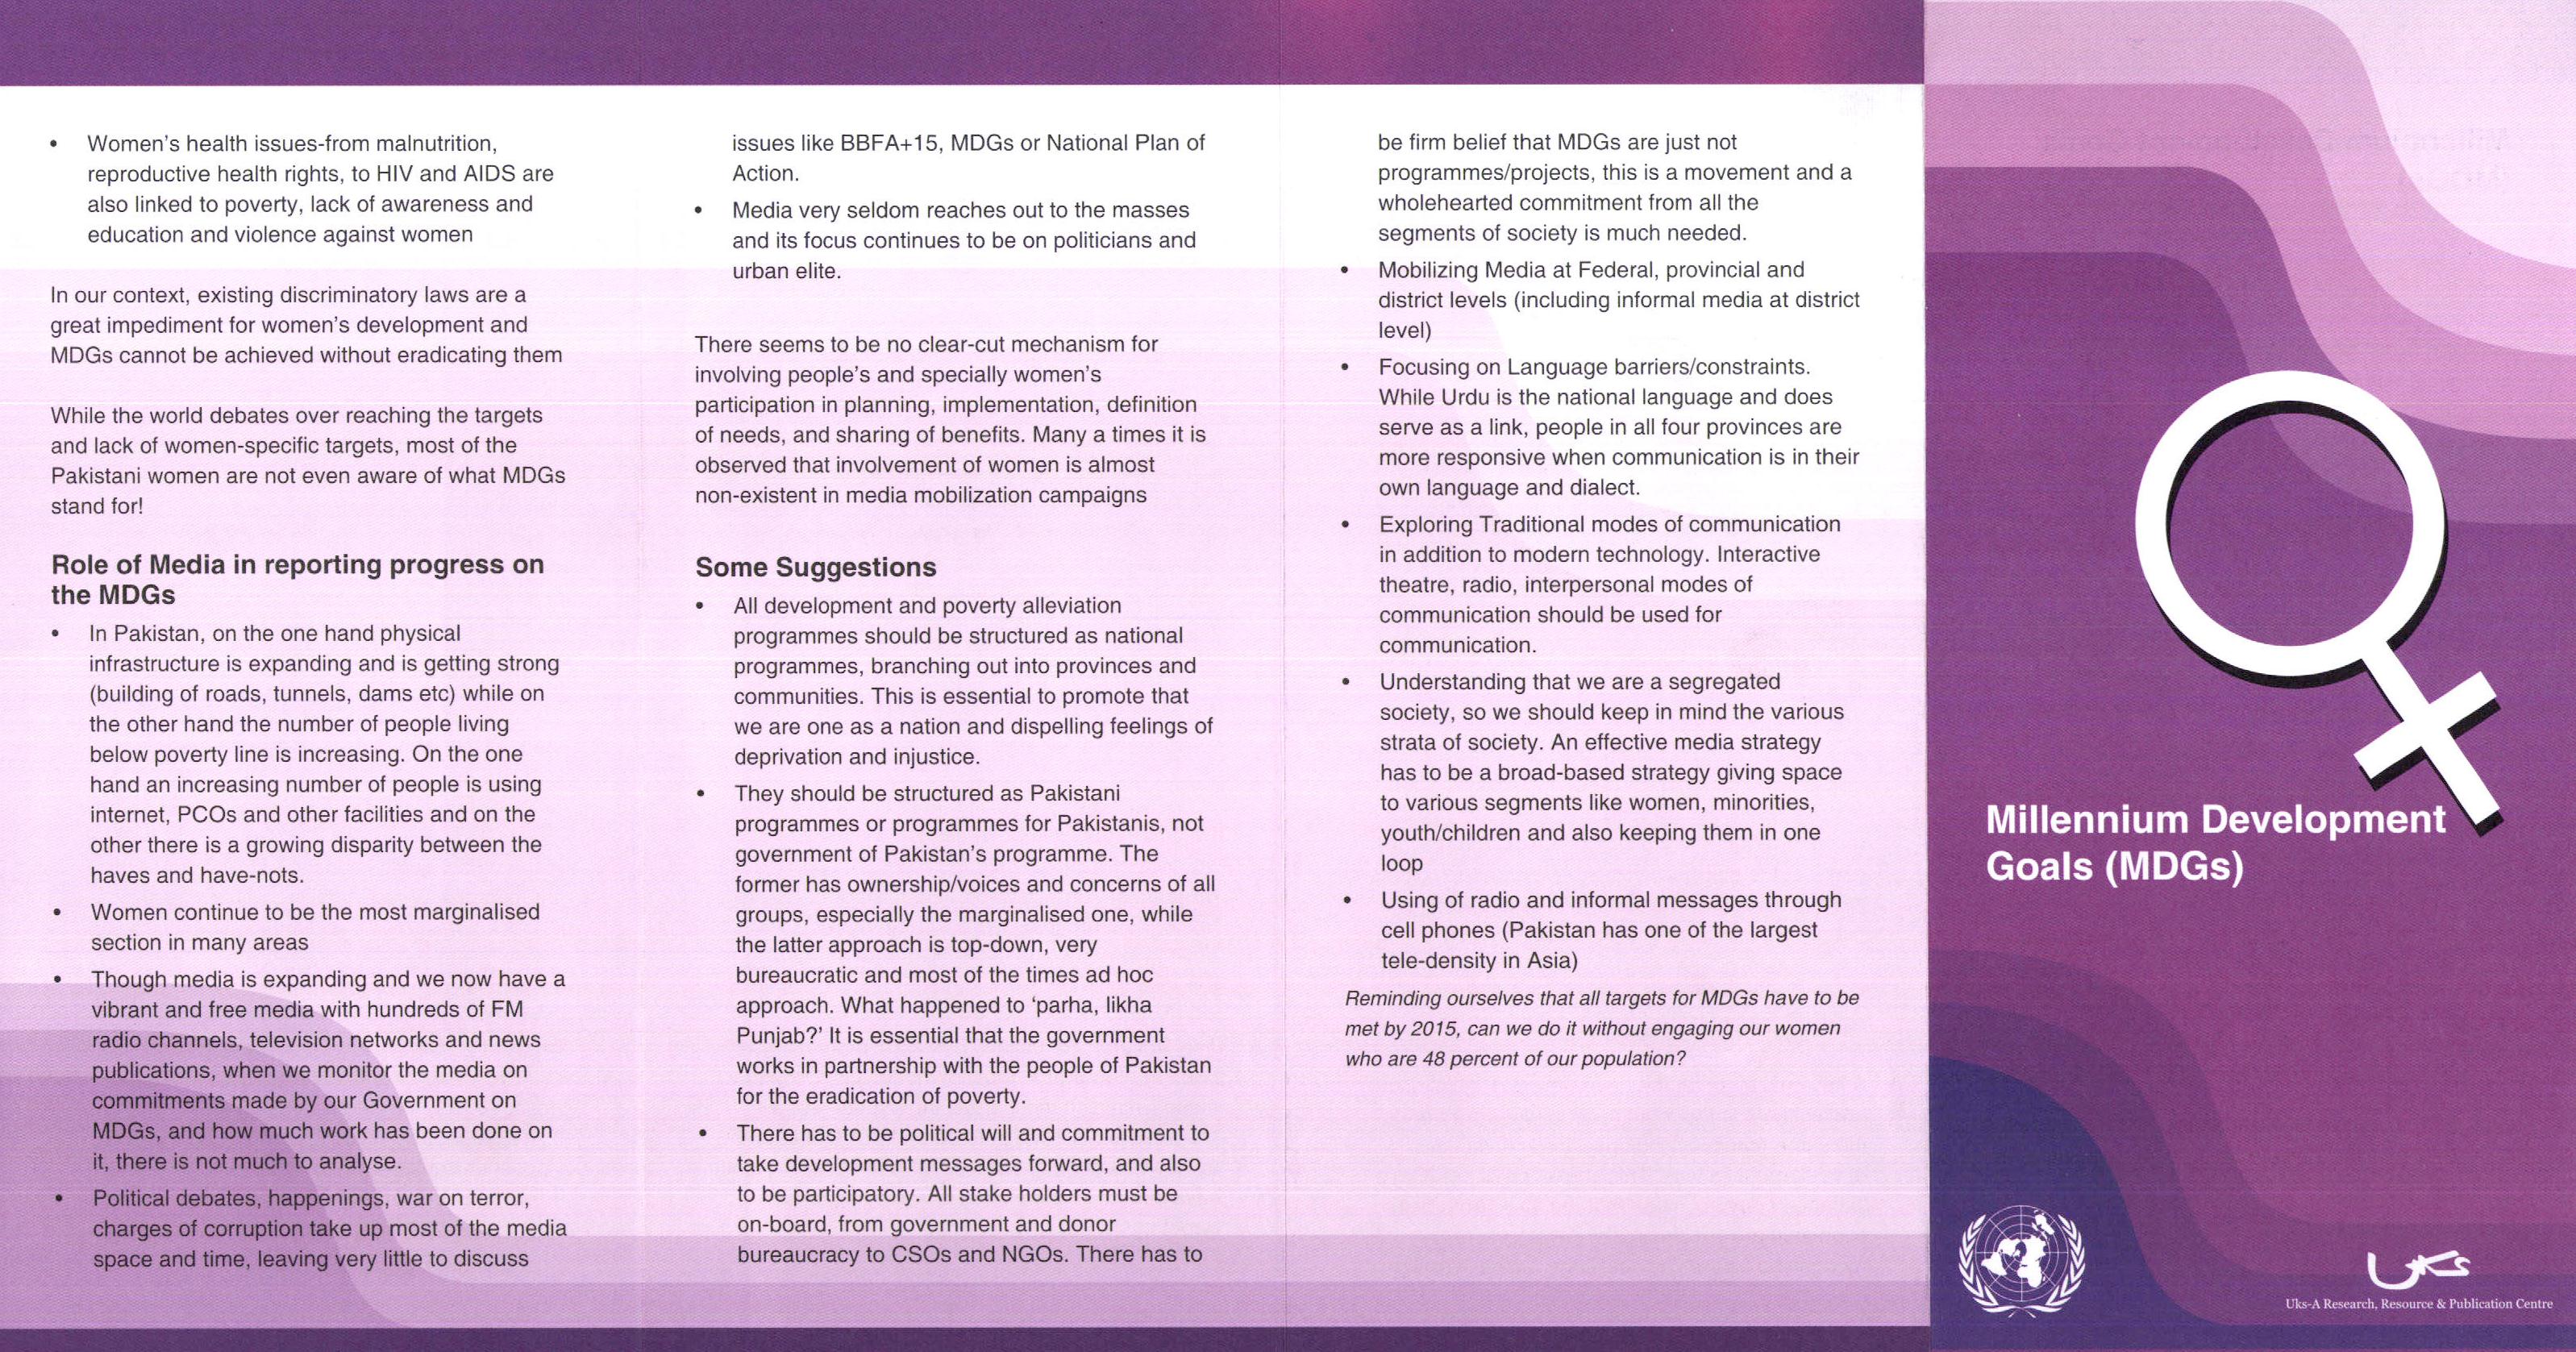 • Women's health issues-from malnutrition,
reproductive health rights, to HIV and AIDS are
also linked to poverty, lack of awareness and
education and violence against women
In our context, existing discriminatory laws are a
great impediment for women's development and
MDGs cannot be achieved without eradicating them
While the world debates over reaching the targets
and lack of women-specific targets, most of the
Pakistani women are not even aware of what MDGs
stand for!
Role of Media in reporting progress on
the MDGs
• In Pakistan, on the one hand physical
infrastructure is expanding and is getting strong
(building of roads, tunnels, dams etc) while on
the other hand the number of people living
below poverty line is increasing. On the one
hand an increasing number of people is using
internet, PCOs and other facilities and on the
other there is a growing disparity between the
haves and have-nots.
• Women continue to be the most marginalised
section in many areas
• Though media is expanding and we now have a
vibrant and free media with hundreds of FM
radio channels, television networks and news
publications, when we monitor the media on
commitments made by our Government on
MDGs, and how much work has been done on
it, there is not much to analyse.
• Political debates, happenings, war on terror,
charges of corruption take up most of the media
space and time, leaving very little to discuss
issues like BBFA+15, MDGs or National Plan of
Action.
• Media very seldom reaches out to the masses
and its focus continues to be on politicians and
urban elite.
There seems to be no clear-cut mechanism for
involving people's and specially women's
participation in planning, implementation, definition
of needs, and sharing of benefits. Many a times it is
observed that involvement of women is almost
non-existent in media mobilization campaigns
Some Suggestions
• All development and poverty alleviation
programmes should be structured as national
programmes, branching out into provinces and
communities. This is essential to promote that
we are one as a nation and dispelling feelings of
deprivation and injustice.
• They should be structured as Pakistani
programmes or programmes for Pakistanis, not
government of Pakistan's programme. The
former has ownership/voices and concerns of all
groups, especially the marginalised one, while
the latter approach is top-down, very
bureaucratic and most of the times ad hoc
approach. What happened to 'parha, likha
Punjab?' It is essential that the government
works in partnership with the people of Pakistan
for the eradication of poverty.
• There has to be political will and commitment to
take development messages forward, and also
to be participatory. All stake holders must be
on-board, from government and donor
bureaucracy to CSOs and NGOs. There has to
be firm belief that MDGs are just not
programmes/projects, this is a movement and a
wholehearted commitment from all the
segments of society is much needed.
• Mobilizing Media at Federal, provincial and
district levels (including informal media at district
level)
• Focusing on Language barriers/constraints.
While Urdu is the national language and does
serve as a link, people in all four provinces are
more responsive when communication is in their
own language and dialect.
• Exploring Traditional modes of communication
in addition to modern technology. Interactive
theatre, radio, interpersonal modes of
communication should be used for
communication.
• Understanding that we are a segregated
society, so we should keep in mind the various
strata of society. An effective media strategy
has to be a broad-based strategy giving space
to various segments like women, minorities,
youth/children and also keeping them in one
loop
• Using of radio and informal messages through
cell phones (Pakistan has one of the largest
tele-density in Asia)
Reminding ourselves that all targets for MDGs have to be
met by 2015, can we do it without engaging our women
who are 48 percent of our population?
Millennium Development
Goals (MDGs)
Uks
Uks-A Research, Resource & Publication Centre